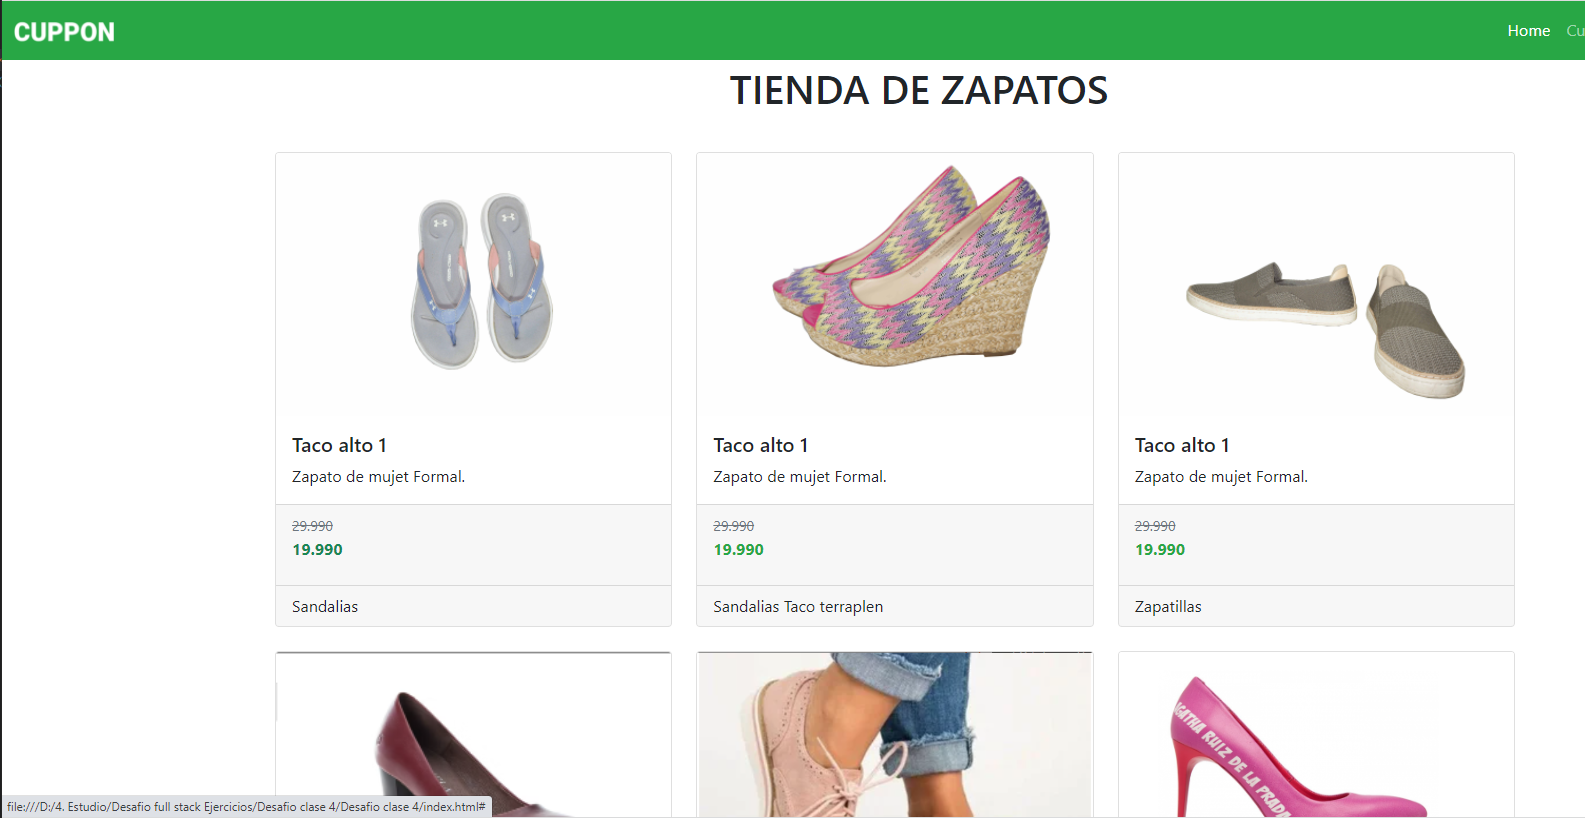 CUPPON
Home Cu
TIENDA DE ZAPATOS
Taco alto 1
Zapato de mujet Formal.
29.990
19.990
Sandalias
Taco alto 1
Zapato de mujet Formal.
29.990
19.990
Sandalias Taco terraplen
Taco alto 1
Zapato de mujet Formal.
29.990
19.990
Zapatillas
AGATHA RUIZ DE LA PRADA
file:///D:/4. Estudio/Desafio full stack Ejercicios/Desafio clase 4/Desafio clase 4/index.html#